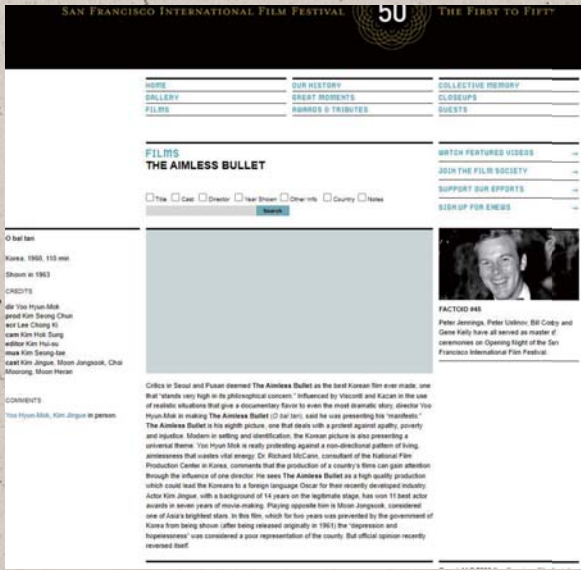 SAN FRANCISCO INTERNATIONAL FILM FESTIVAL 50 THE FIRST TO FIFTY
HOME
GALLERY
FILMS
OUR HISTORY
GREAT MOMENTS
AWARDS & TRIBUTES
COLLECTIVE MEMORY
CLOSEUPS
GUESTS
FILMS
THE AIMLESS BULLET
Title Cast Director Year Shown Other Info Country Notes
Search
WATCH FEATURED VIDEOS →
JOIN THE FILM SOCIETY →
SUPPORT OUR EFFORTS →
SIGN UP FOR ENEWS →
O bal tan
Korea, 1960, 110 min
Shown in 1963
CREDITS
dir Yoo Hyun-Mok
prod Kim Seong Chun
scr Lee Chong Ki
cam Kim Hak Sung
editor Kim Hui-su
mus Kim Seong-tae
cast Kim Jingue, Moon Jongsook, Choi
Moorong, Moon Heran
COMMENTS
Yoo Hyun-Mok, Kim Jingue in person.
FACTOID #45
Peter Jennings, Peter Ustinov, Bill Cosby and
Gene Kelly have all served as master of
ceremonies on Opening Night of the San
Francisco International Film Festival.
Critics in Seoul and Pusan deemed The Aimless Bullet as the best Korean film ever made; one
that "stands very high in its philosophical concern." Influenced by Visconti and Kazan in the use
of realistic situations that give a documentary flavor to even the most dramatic story, director Yoo
Hyun-Mok in making The Aimless Bullet (O bal tan), said he was presenting his "manifesto."
The Aimless Bullet is his eighth picture, one that deals with a protest against apathy, poverty
and injustice. Modern in setting and identification, the Korean picture is also presenting a
universal theme. Yoo Hyun-Mok is really protesting against a non-directional pattern of living,
aimlessness that wastes vital energy. Dr. Richard McCann, consultant of the National Film
Production Center in Korea, comments that the production of a country's films can gain attention
through the influence of one director. He sees The Aimless Bullet as a high quality production
which could lead the Koreans to a foreign language Oscar for their recently developed industry.
Actor Kim Jingue, with a background of 14 years on the legitimate stage, has won 11 best actor
awards in seven years of movie-making. Playing opposite him is Moon Jongsook, considered
one of Asia's brightest stars. In this film, which for two years was prevented by the government of
Korea from being shown (after being released originally in 1961) the "depression and
hopelessness" was considered a poor representation of the county. But official opinion recently
reversed itself.